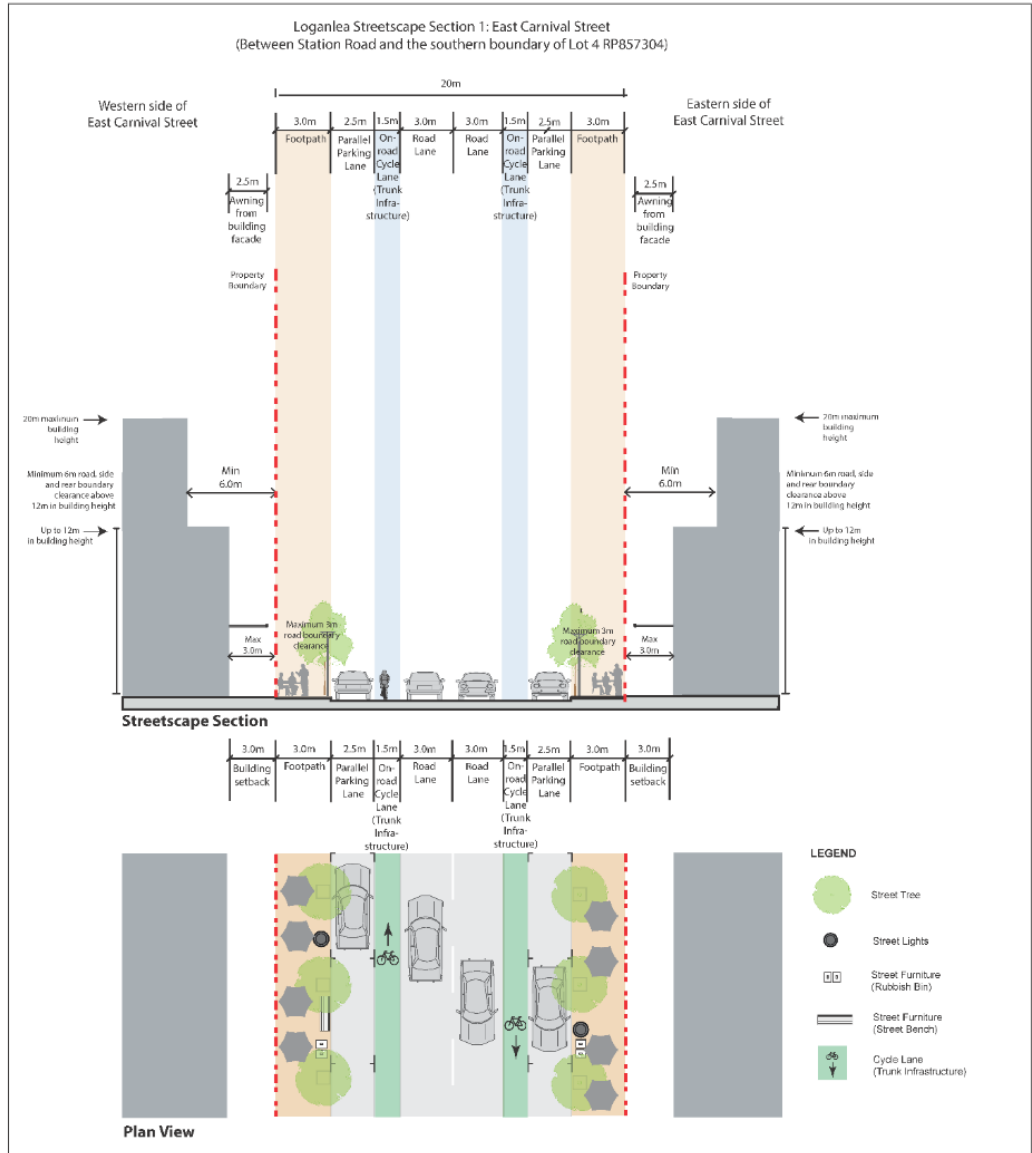 Loganlea Streetscape Section 1: East Carnival Street
(Between Station Road and the southern boundary of Lot 4 RP857304)
20m
Western side of
East Carnival Street
Eastern side of
East Carnival Street
3.0m 2.5m 1.5m 3.0m 3.0m 1.5m 2.5m 3.0m
Footpath
Parallel
Parking
Lane
On-
road
Cycle
Lane
(Trunk
Infra-
structure)
Road
Lane
Road
Lane
On-
road
Cycle
Lane
(Trunk
Infra-
structure)
Parallel
Parking
Lane
Footpath
2.5m
Awning
from
building
facade
2.5m
Awning
from
building
facade
Property
Boundary
Property
Boundary
20m maximum
building
height
20m maximum
building
height
Min
6.0m
Min
6.0m
Minimum 6m road, side
and rear boundary
clearance above
12m in building height
Minimum 6m road, side
and rear boundary
clearance above
12m in building height
Up to 12m
in building height
Up to 12m
in building height
Maximum 3m
road boundary
clearance
Maximum 3m
road boundary
clearance
Max
3.0m
Max
3.0m
Streetscape Section
3.0m 3.0m 2.5m 1.5m 3.0m 3.0m 1.5m 2.5m 3.0m 3.0m
Building
setback
Footpath
Parallel
Parking
Lane
On-
road
Cycle
Lane
(Trunk
Infra-
structure)
Road
Lane
Road
Lane
On-
road
Cycle
Lane
(Trunk
Infra-
structure)
Parallel
Parking
Lane
Footpath
Building
setback
LEGEND
Street Tree
Street Lights
Street Furniture
(Rubbish Bin)
Street Furniture
(Street Bench)
Cycle Lane
(Trunk Infrastructure)
Plan View